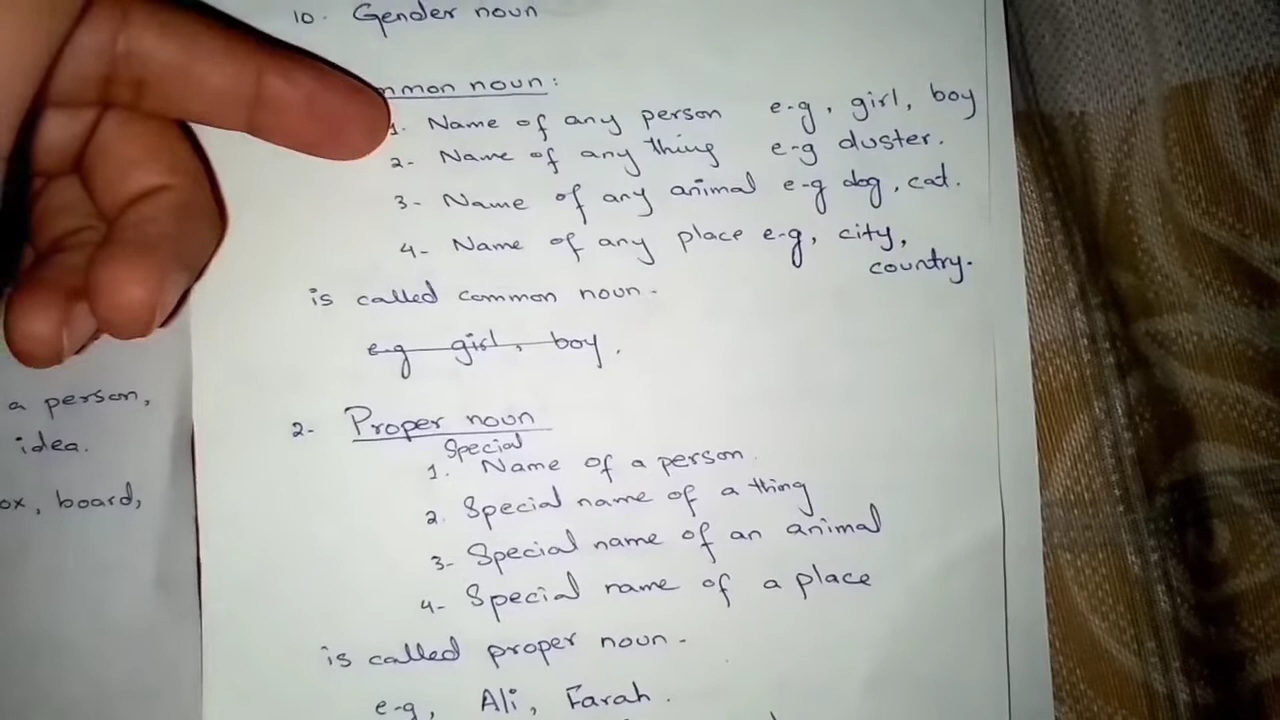 10. Gender noun
mmon noun:
1. Name of any person e-g, girl, boy
2- Name of any thing e-g duster.
3- Name of any animal e-g dog, cat.
4- Name of any place e-g, city,
country.
is called common noun.
e-g girl, boy.
2- Proper noun
Special
1. Name of a person.
2. Special name of a thing
3- Special name of an animal
4- Special name of a place
is called proper noun -
e-g, Ali, Farah.
a person,
idea.
ox, board,